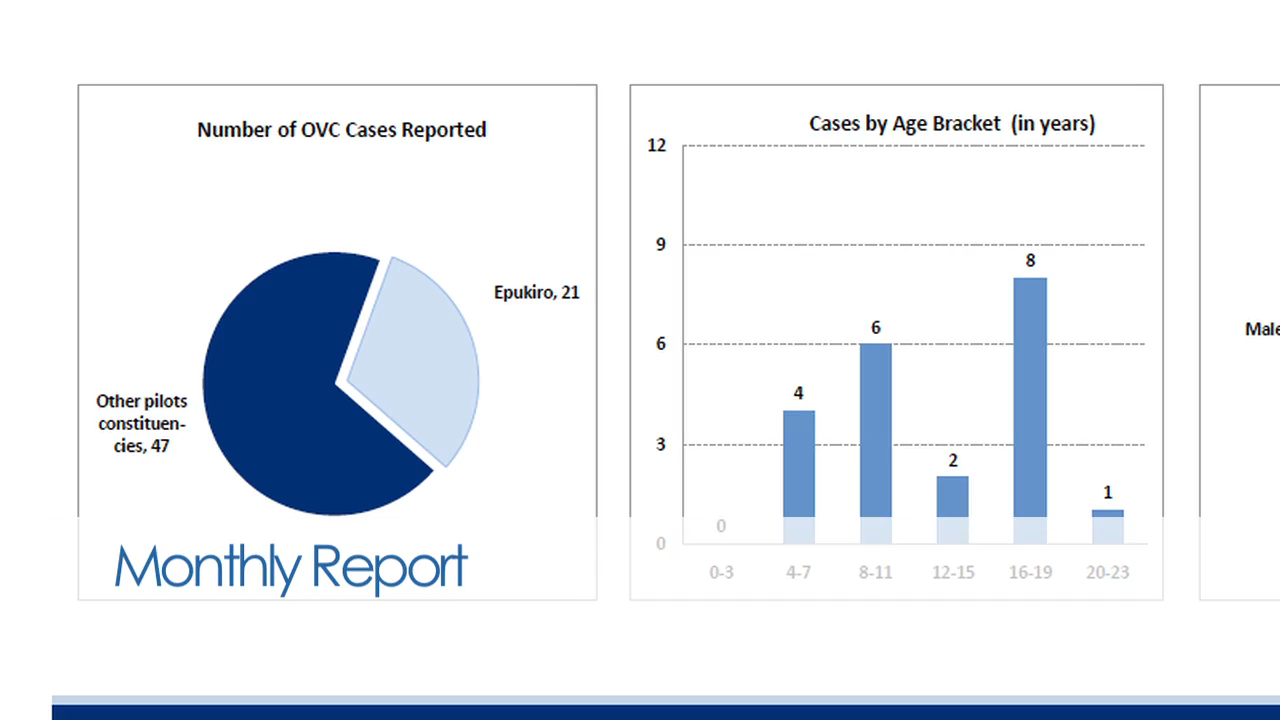 Number of OVC Cases Reported
Epukiro, 21
Other pilots
constituen-
cies, 47
Monthly Report
Cases by Age Bracket (in years)
12
9
6
3
0
0
4
6
2
8
1
0-3
4-7
8-11
12-15
16-19
20-23
Male